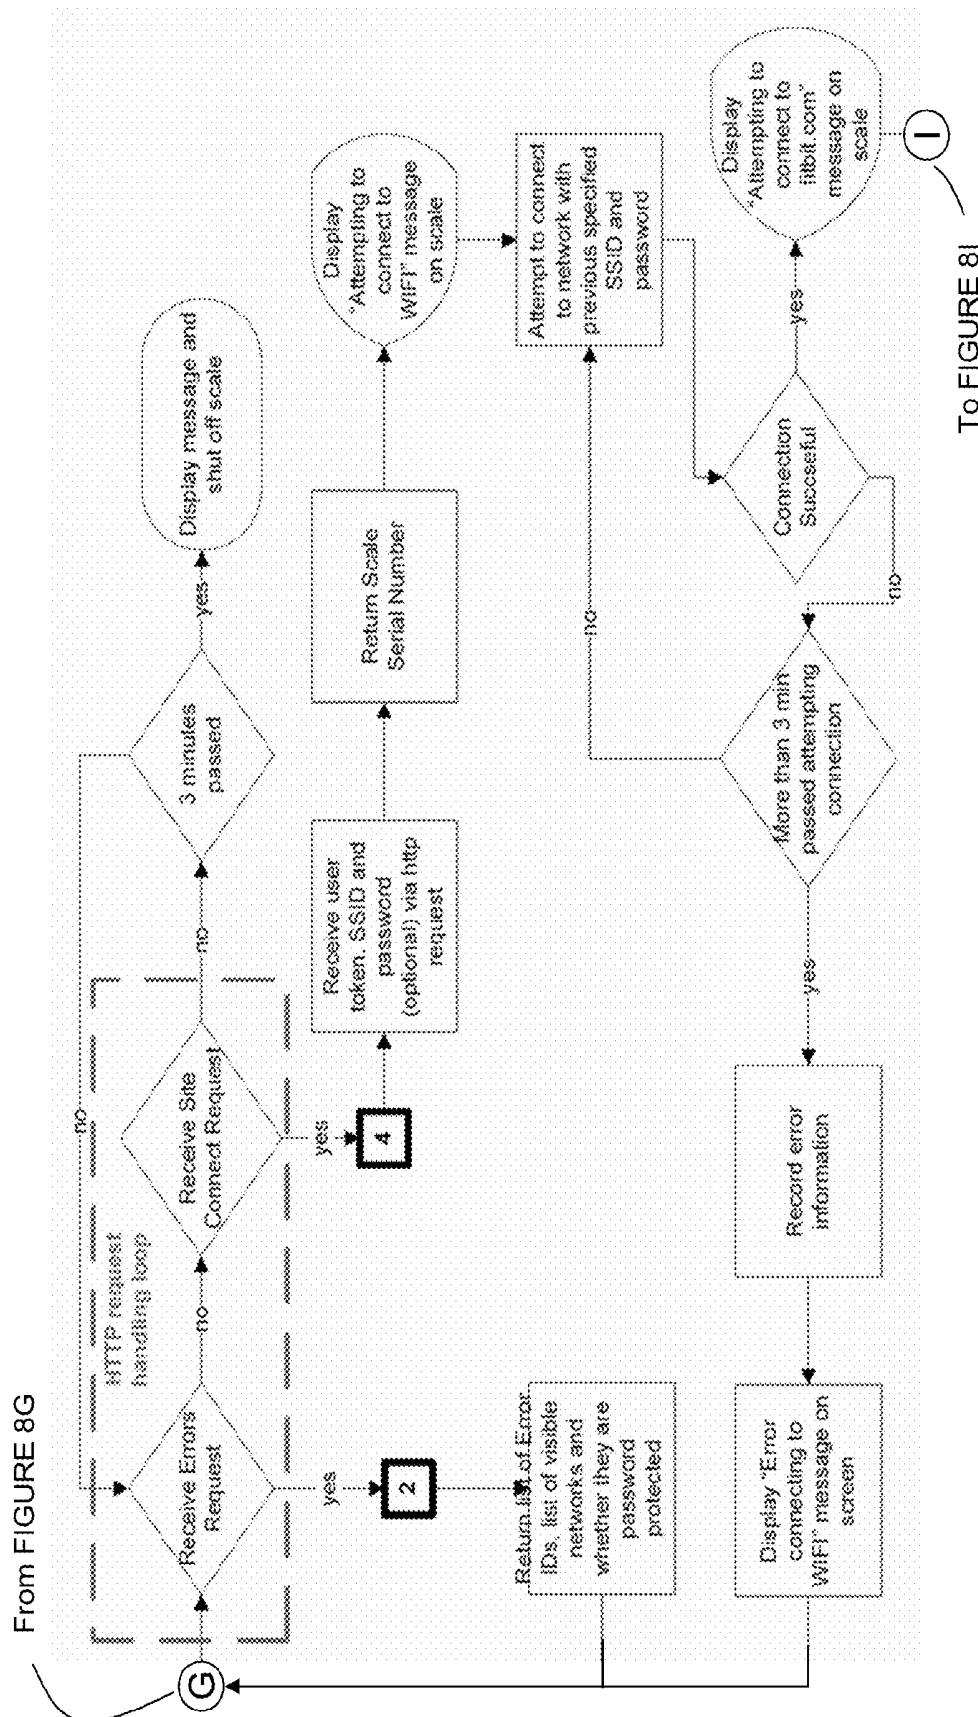 From FIGURE 8G
G
HTTP request
handling loop
Receive Errors
Request
no
Receive Site
Connect Request
no
3 minutes
passed
no
yes
Display message and
shut off scale
yes
2
yes
4
Return list of Error
IDs, list of visible
networks and
whether they are
password
protected
Receive user
token, SSID and
password
(optional) via http
request
Return Scale
Serial Number
Display
"Attempting to
connect to
WIFI" message
on scale
Attempt to connect
to network with
previous specified
SSID and
password
no
Connection
Succseful
yes
Display
"Attempting to
connect to
fitbit.com"
message on
scale
no
More than 3 min
passed attempting
connection
yes
Record error
information
Display "Error
connecting to
WIFI" message on
screen
I
To FIGURE 8I